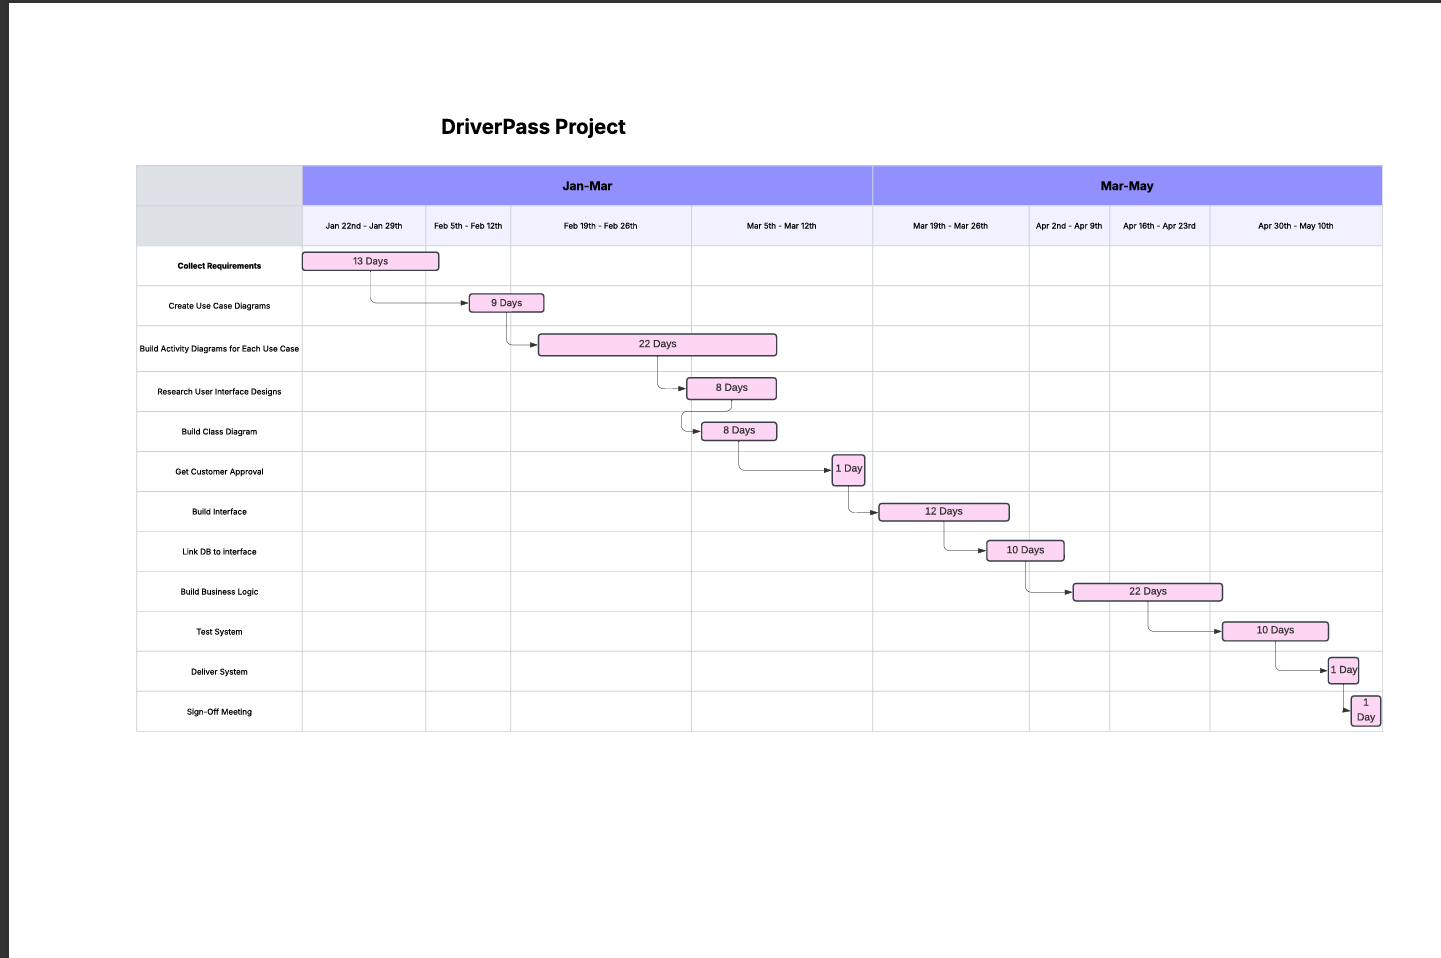 DriverPass Project
Jan-Mar
Mar-May
Jan 22nd - Jan 29th
Feb 5th - Feb 12th
Feb 19th - Feb 26th
Mar 5th - Mar 12th
Mar 19th - Mar 26th
Apr 2nd - Apr 9th
Apr 16th - Apr 23rd
Apr 30th - May 10th
Collect Requirements
13 Days
Create Use Case Diagrams
9 Days
Build Activity Diagrams for Each Use Case
22 Days
Research User Interface Designs
8 Days
Build Class Diagram
8 Days
Get Customer Approval
1 Day
Build Interface
12 Days
Link DB to interface
10 Days
Build Business Logic
22 Days
Test System
10 Days
Deliver System
1 Day
Sign-Off Meeting
1
Day